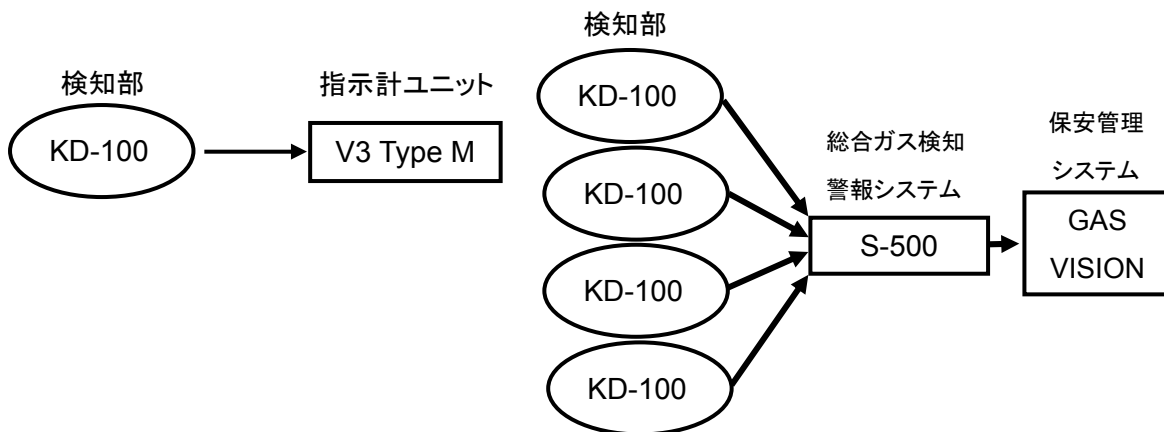 検知部
KD-100
指示計ユニット
V3 Type M
検知部
KD-100
KD-100
KD-100
KD-100
総合ガス検知
警報システム
S-500
保安管理
システム
GAS
VISION